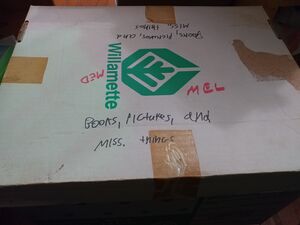 Books, Pictures, and
Miss. things
Willamette
MED
MEL
Books, Pictures, and
Miss. things